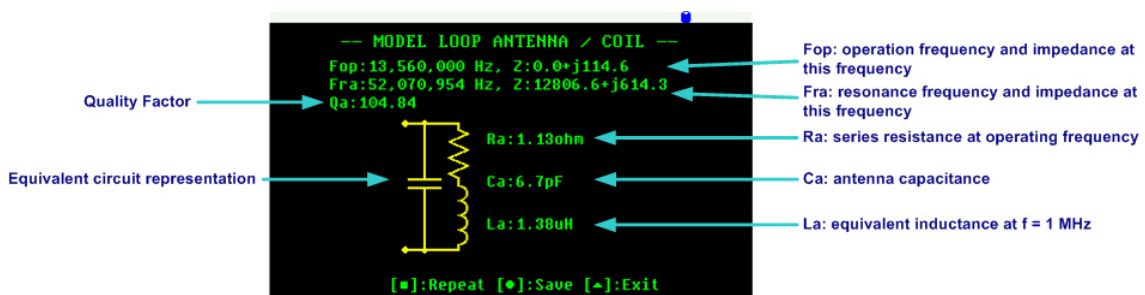 -- MODEL LOOP ANTENNA / COIL --
Fop:13,560,000 Hz, Z:0.0+j114.6
Fra:52,070,954 Hz, Z:12806.6+j614.3
Qa:104.84
Quality Factor
Fop: operation frequency and impedance at
this frequency
Fra: resonance frequency and impedance at
this frequency
Ra:1.13ohm
Ra: series resistance at operating frequency
Equivalent circuit representation
Ca:6.7pF
Ca: antenna capacitance
La:1.38uH
La: equivalent inductance at f = 1 MHz
[■]:Repeat [●]:Save [▲]:Exit